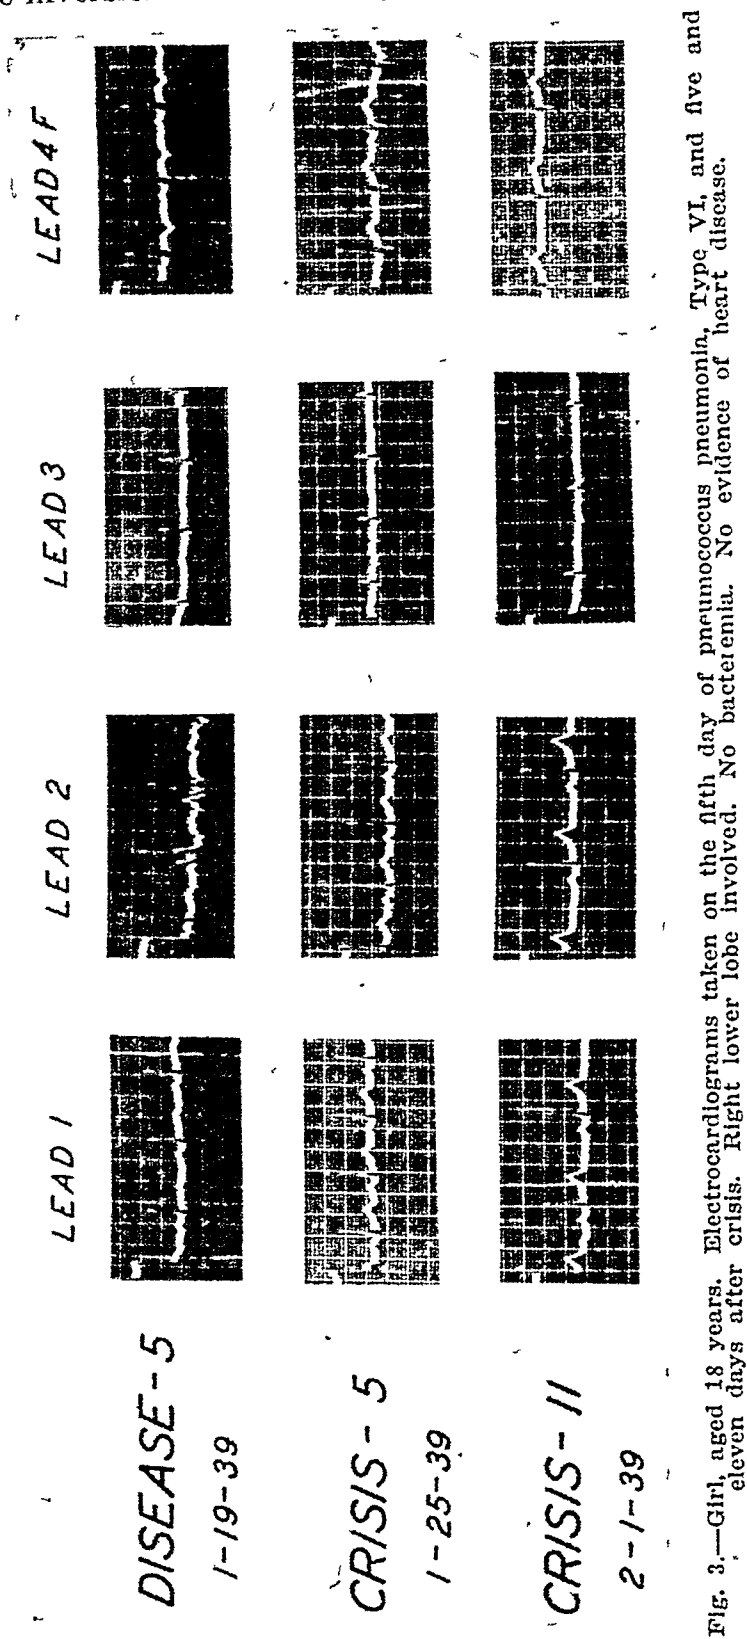 LEAD 1 LEAD 2 LEAD 3 LEAD 4F
DISEASE-5
1-19-39
CRISIS-5
1-25-39
CRISIS-11
2-1-39
Fig. 3.—Girl, aged 18 years. Electrocardiograms taken on the fifth day of pneumococcus pneumonia, Type VI, and five and
eleven days after crisis. Right lower lobe involved. No bacteremia. No evidence of heart disease.